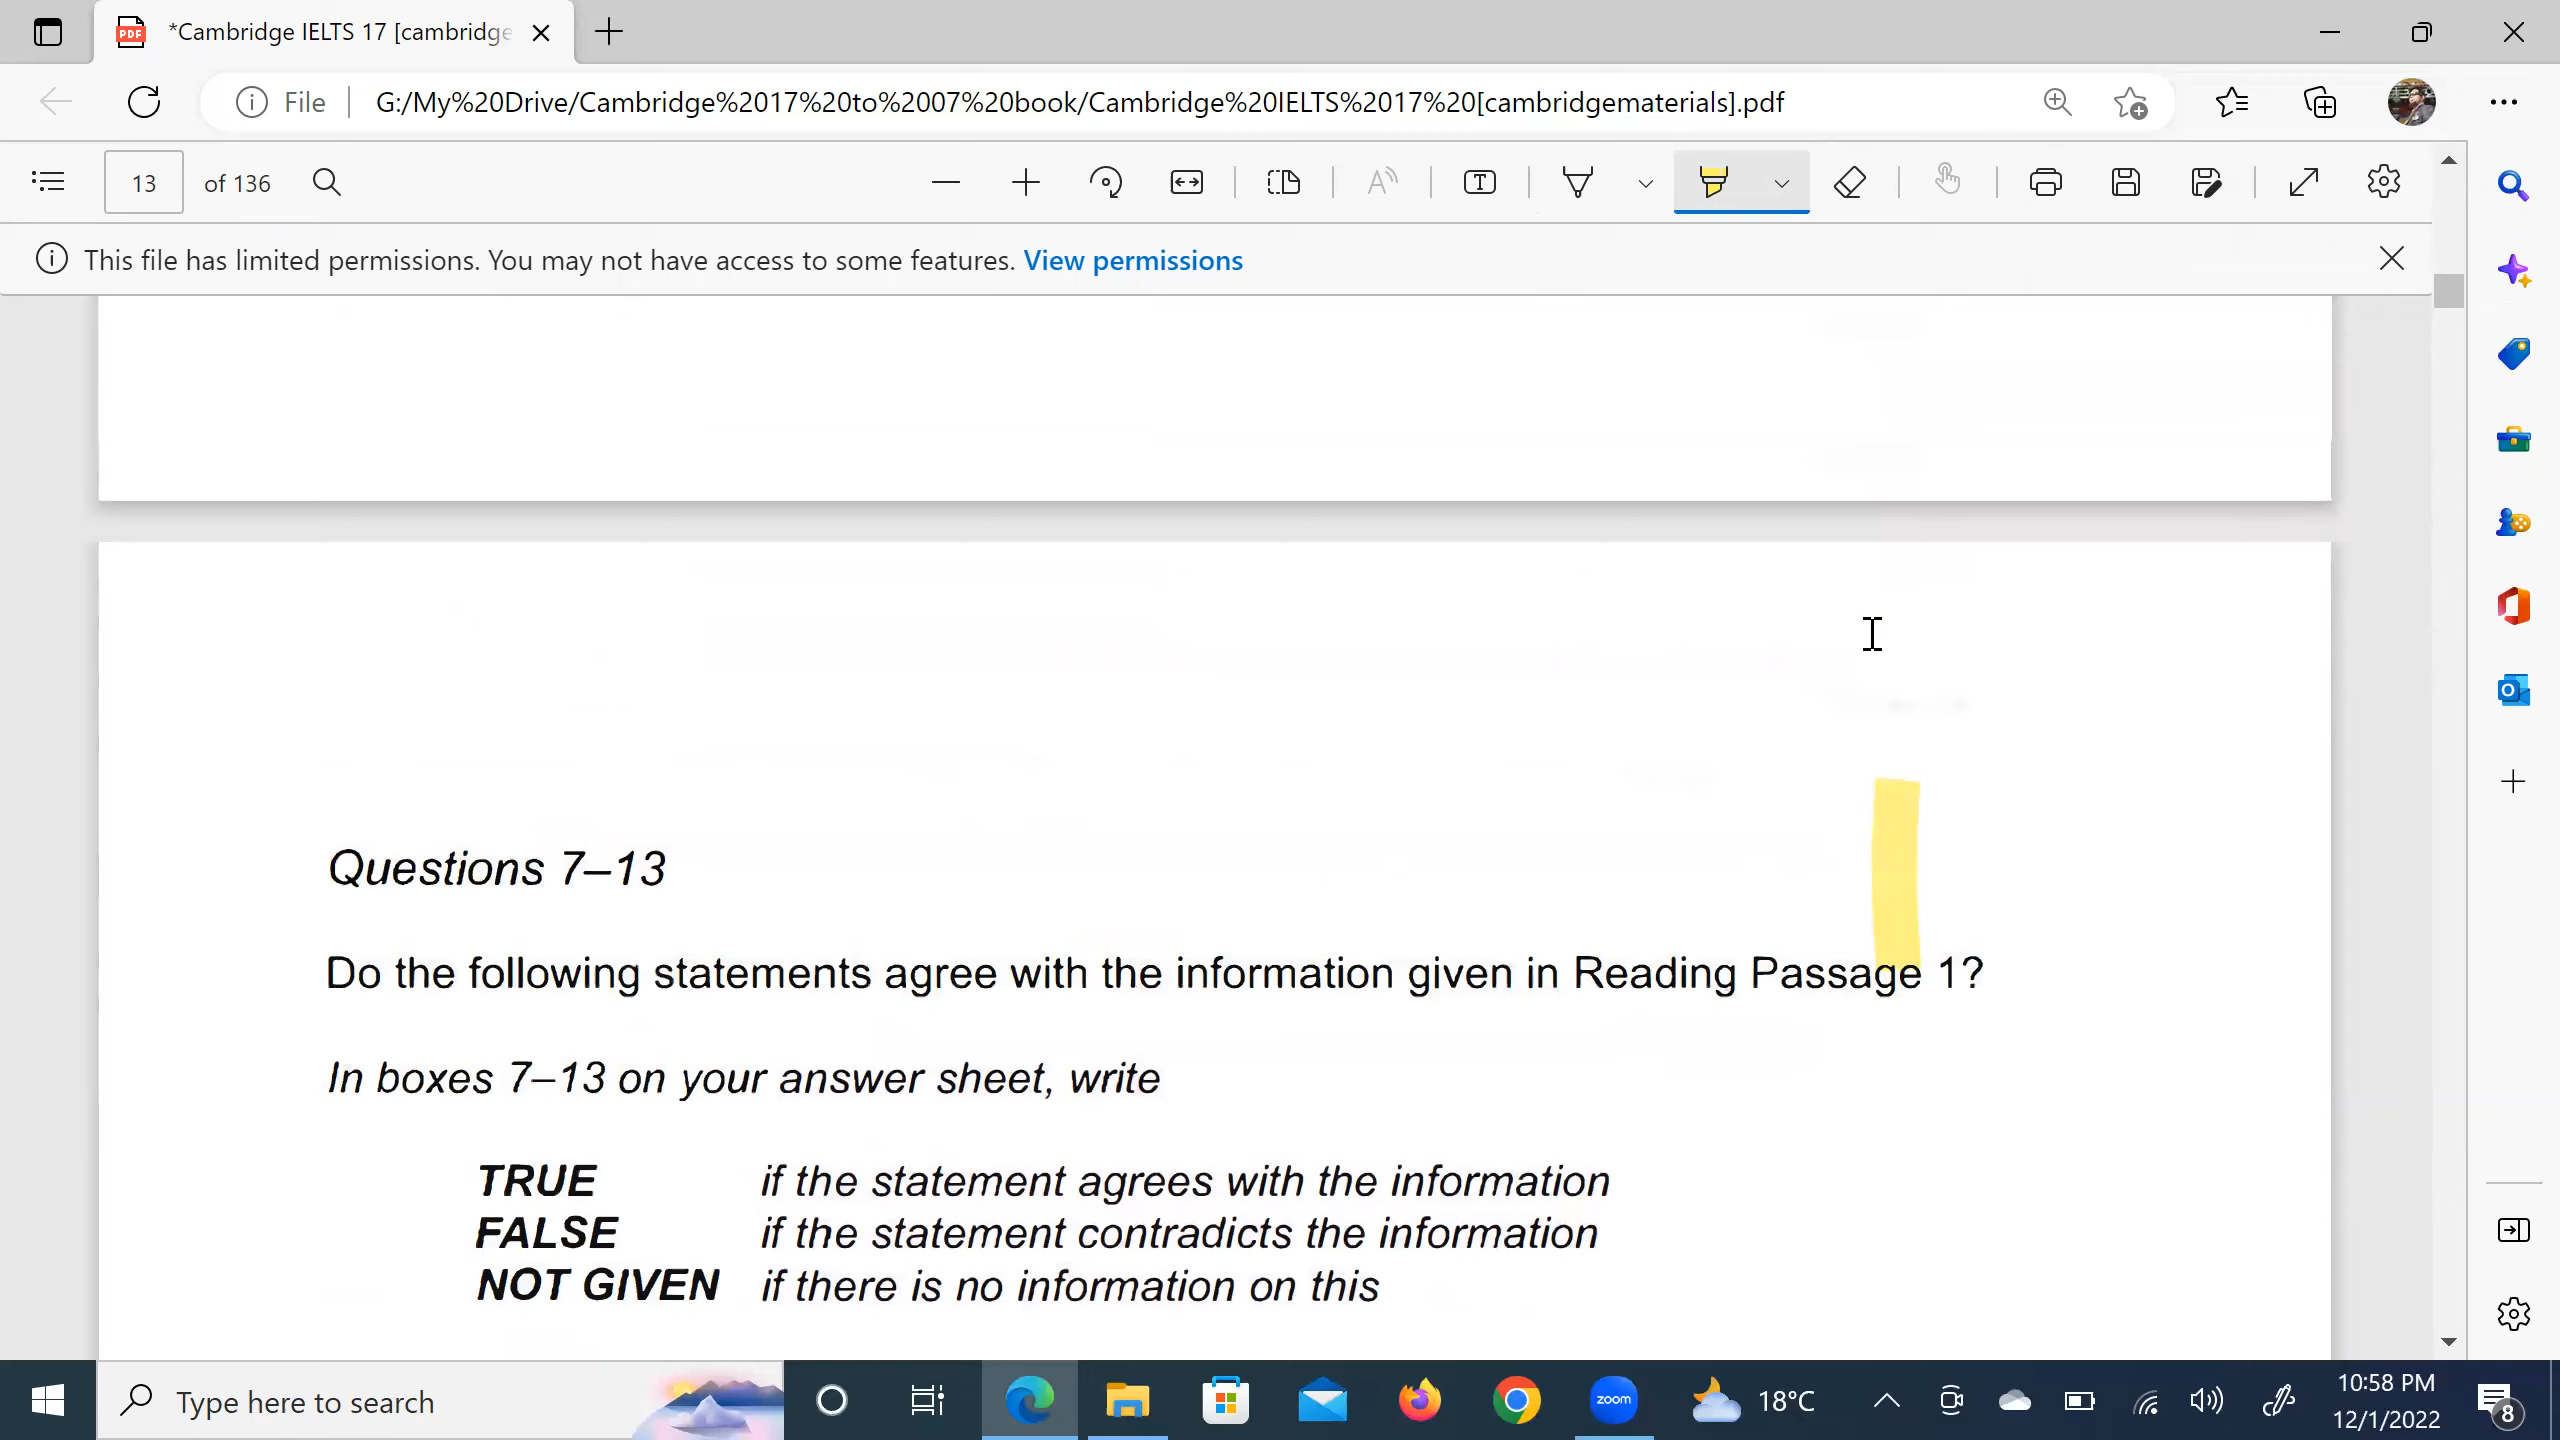 *Cambridge IELTS 17 [cambridge
File
G:/My%20Drive/Cambridge%2017%20to%2007%20book/Cambridge%20IELTS%2017%20[cambridgematerials].pdf
13 of 136
This file has limited permissions. You may not have access to some features. View permissions
Questions 7–13
Do the following statements agree with the information given in Reading Passage 1?
In boxes 7–13 on your answer sheet, write
TRUE if the statement agrees with the information
FALSE if the statement contradicts the information
NOT GIVEN if there is no information on this
Type here to search
zoom
18°C
10:58 PM
12/1/2022
8